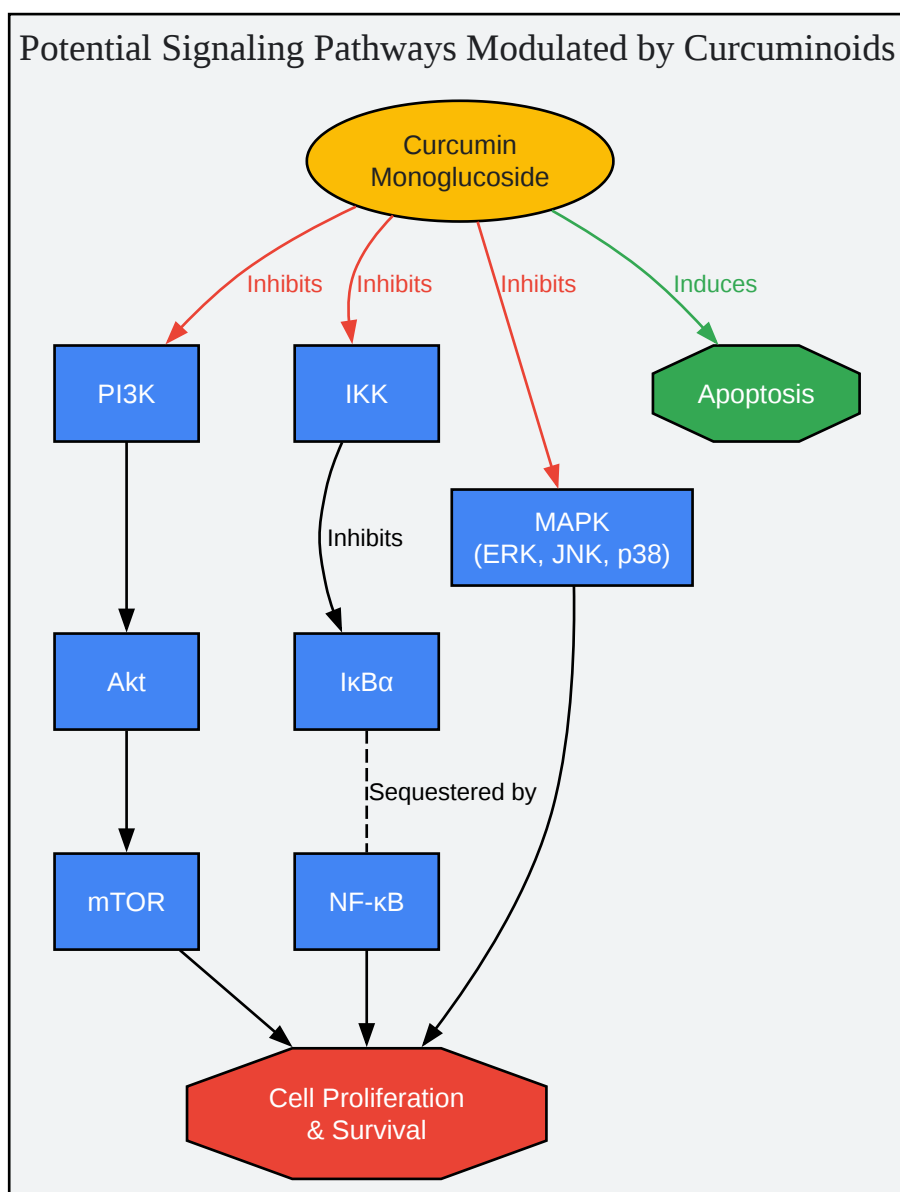 Potential Signaling Pathways Modulated by Curcuminoids
Curcumin
Monoglucoside
Inhibits
Inhibits
Inhibits
Induces
PI3K
IKK
Apoptosis
MAPK
(ERK, JNK, p38)
Inhibits
Akt
IκBα
Sequestered by
mTOR
NF-κB
Cell Proliferation
& Survival